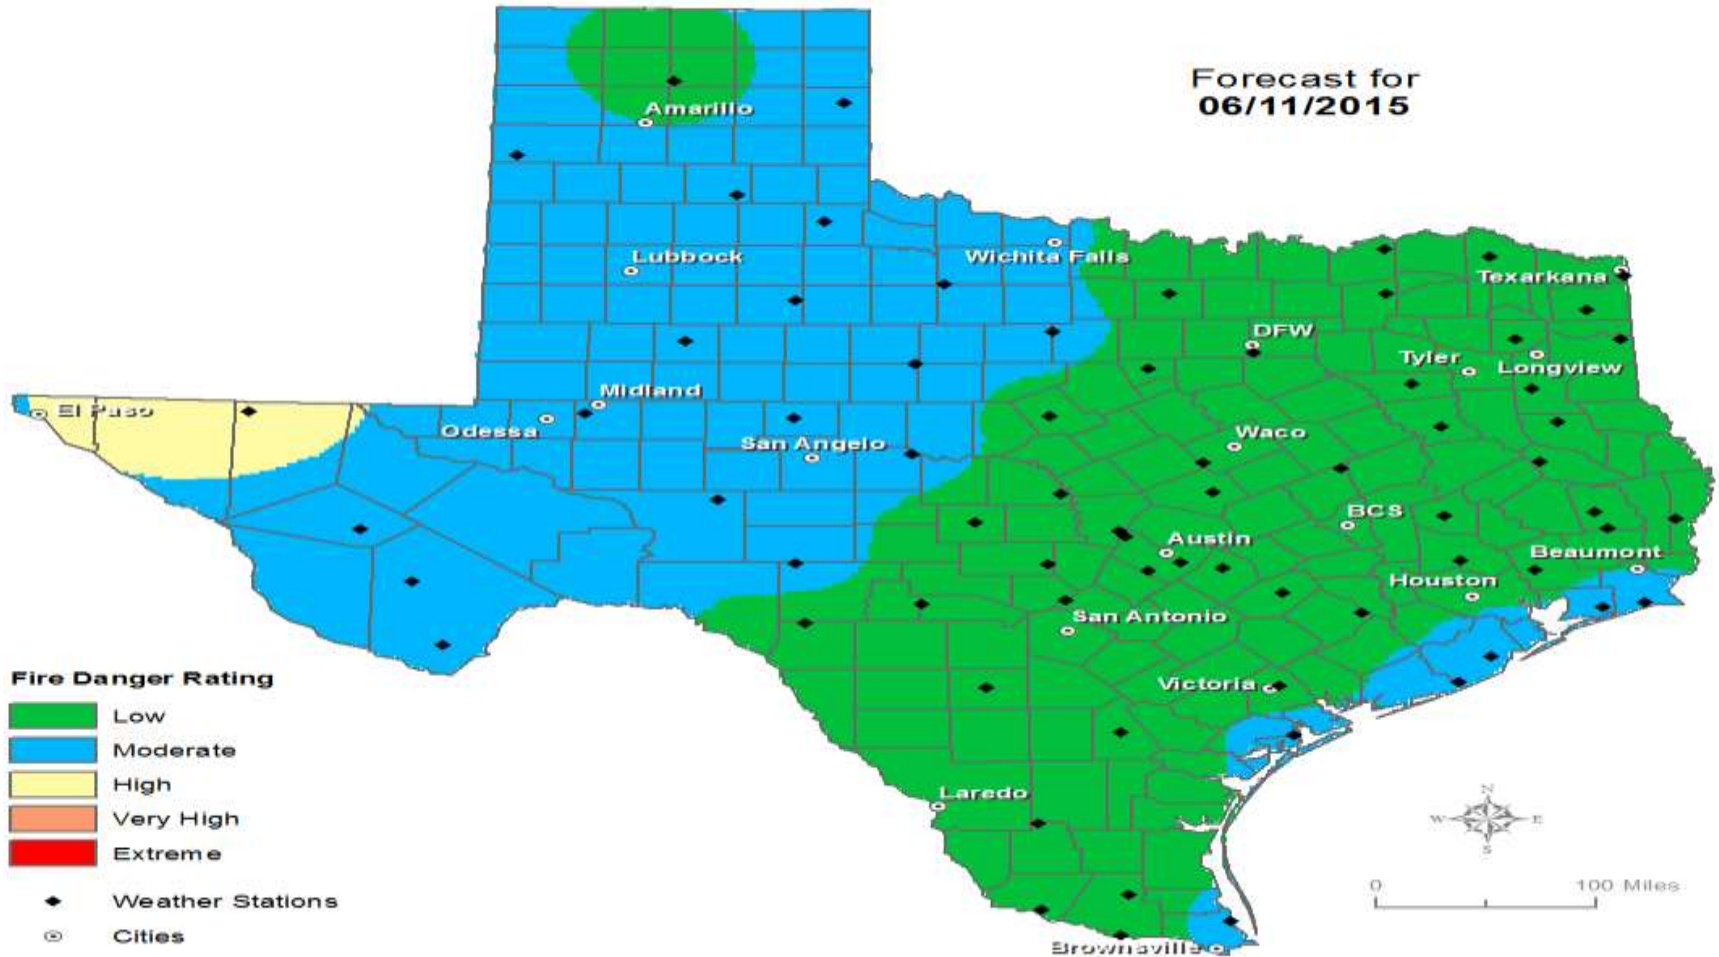 Forecast for
06/11/2015
Amarillo
Lubbock
Wichita Falls
Texarkana
DFW
Tyler
Longview
Midland
El Paso
Odessa
San Angelo
Waco
BCS
Austin
Beaumont
Houston
San Antonio
Victoria
Laredo
Brownsville
Fire Danger Rating
Low
Moderate
High
Very High
Extreme
Weather Stations
Cities
N
W E
S
0 100 Miles